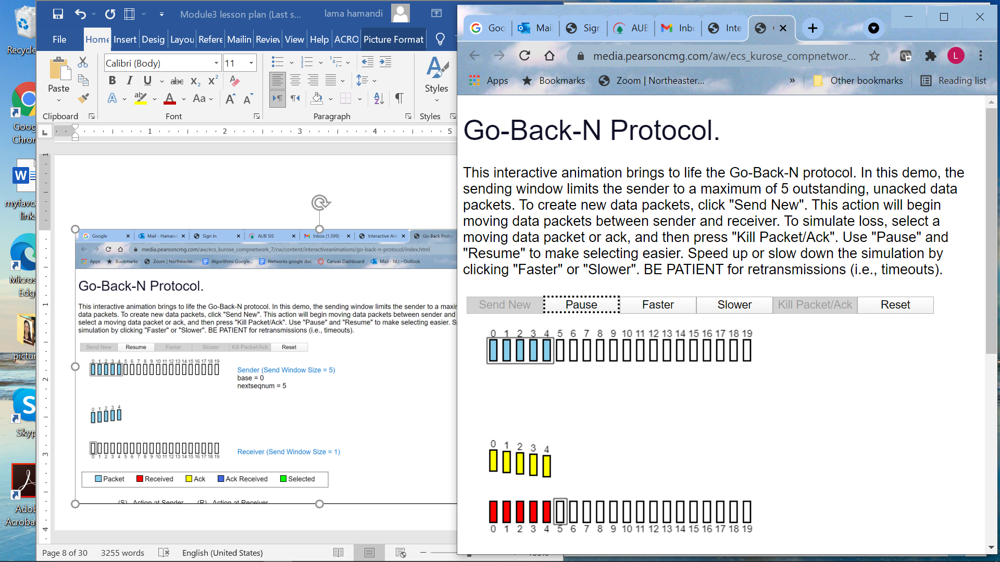 Recycle
Goog
Chror
myfavo
link
Micros
Edg
pictur
Skyp
Adob
Acroba
Module3 lesson plan (Last s...
lama hamandi
File Home Insert Desig Layou Refere Mailin Review View Help ACRO Picture Format
Calibri (Body) 11
Paste
B I U abc x₂ x²
A aby A Aa A A
Styles
Clipboard Font Paragraph Styles
1 2 3 4 5
Google Mail - Hamand Sign In AUB SIS Inbox (1,599) - Interactive Ani Go-Back Proto
media.pearsoncmg.com/aw/ecs_kurose_compnetwork_7/cw/content/interactiveanimations/go-back-n-protocol/index.html
Apps Bookmarks Zoom | Northeaster... Algorithms Google... Networks google doc Canvas Dashboard Mail - NU - Outlook
Go-Back-N Protocol.
This interactive animation brings to life the Go-Back-N protocol. In this demo, the sending window limits the sender to a maxin
data packets. To create new data packets, click "Send New". This action will begin moving data packets between sender and
select a moving data packet or ack, and then press "Kill Packet/Ack". Use "Pause" and "Resume" to make selecting easier. S
simulation by clicking "Faster" or "Slower". BE PATIENT for retransmissions (i.e., timeouts).
Send New Resume Faster Slower Kill Packet/Ack Reset
0 1 2 3 4 5 6 7 8 9 10 11 12 13 14 15 16 17 18 19
Sender (Send Window Size = 5)
base = 0
nextseqnum = 5
0 1 2 3 4
Receiver (Send Window Size = 1)
0 1 2 3 4 5 6 7 8 9 10 11 12 13 14 15 16 17 18 19
Packet Received Ack Ack Received Selected
(S) Action at Sender (R) Action at Receiver
Page 8 of 30 3255 words English (United States)
Goo Mai Sigr AUB Inbo Inte
media.pearsoncmg.com/aw/ecs_kurose_compnetwor...
L
Apps Bookmarks Zoom | Northeaster... » Other bookmarks Reading list
Go-Back-N Protocol.
This interactive animation brings to life the Go-Back-N protocol. In this demo, the
sending window limits the sender to a maximum of 5 outstanding, unacked data
packets. To create new data packets, click "Send New". This action will begin
moving data packets between sender and receiver. To simulate loss, select a
moving data packet or ack, and then press "Kill Packet/Ack". Use "Pause" and
"Resume" to make selecting easier. Speed up or slow down the simulation by
clicking "Faster" or "Slower". BE PATIENT for retransmissions (i.e., timeouts).
Send New Pause Faster Slower Kill Packet/Ack Reset
0 1 2 3 4 5 6 7 8 9 10 11 12 13 14 15 16 17 18 19
0 1 2 3 4
0 1 2 3 4 5 6 7 8 9 10 11 12 13 14 15 16 17 18 19